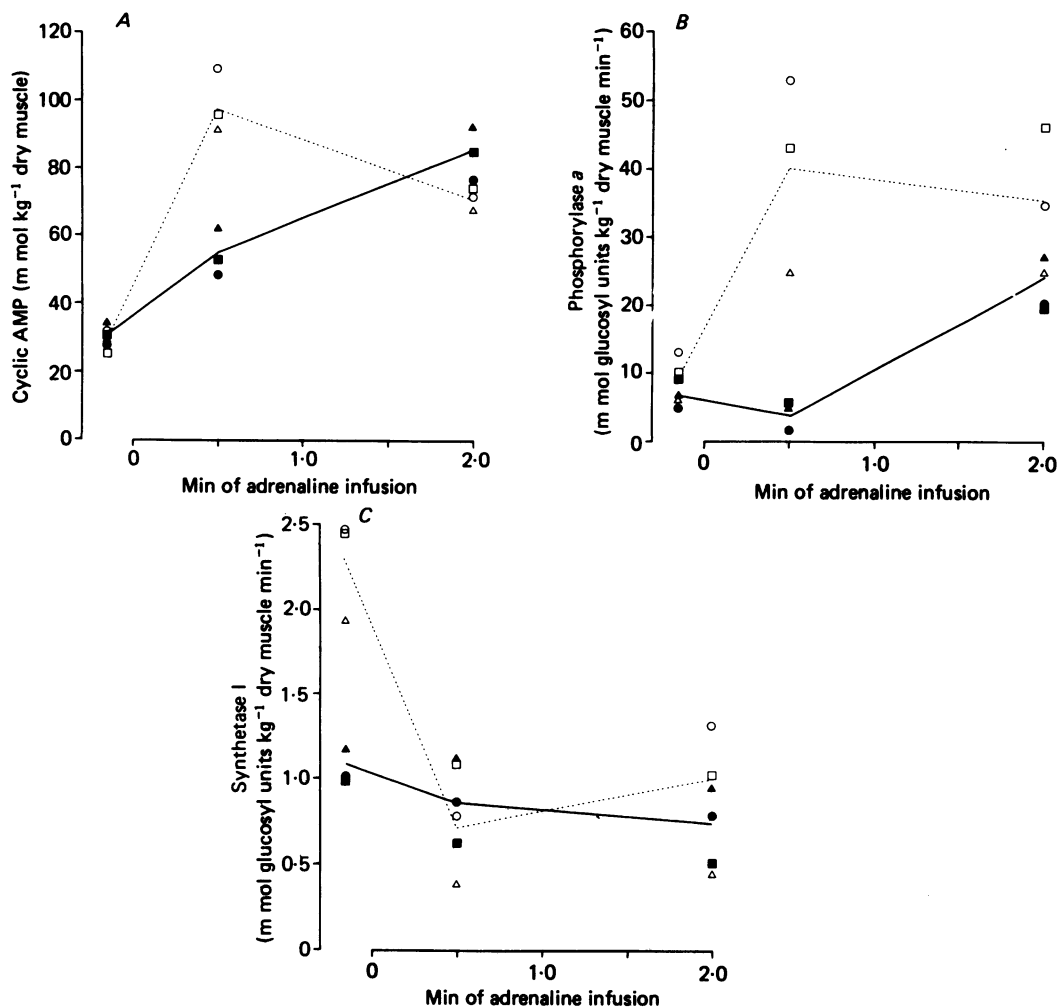 A
Cyclic AMP (m mol kg⁻¹ dry muscle)
120
100
80
60
40
20
0
0
1·0
2·0
Min of adrenaline infusion
B
Phosphorylase a
(m mol glucosyl units kg⁻¹ dry muscle min⁻¹)
60
50
40
30
20
10
0
0
1·0
2·0
Min of adrenaline infusion
C
Synthetase I
(m mol glucosyl units kg⁻¹ dry muscle min⁻¹)
2·5
2·0
1·5
1·0
0·5
0
0
1·0
2·0
Min of adrenaline infusion